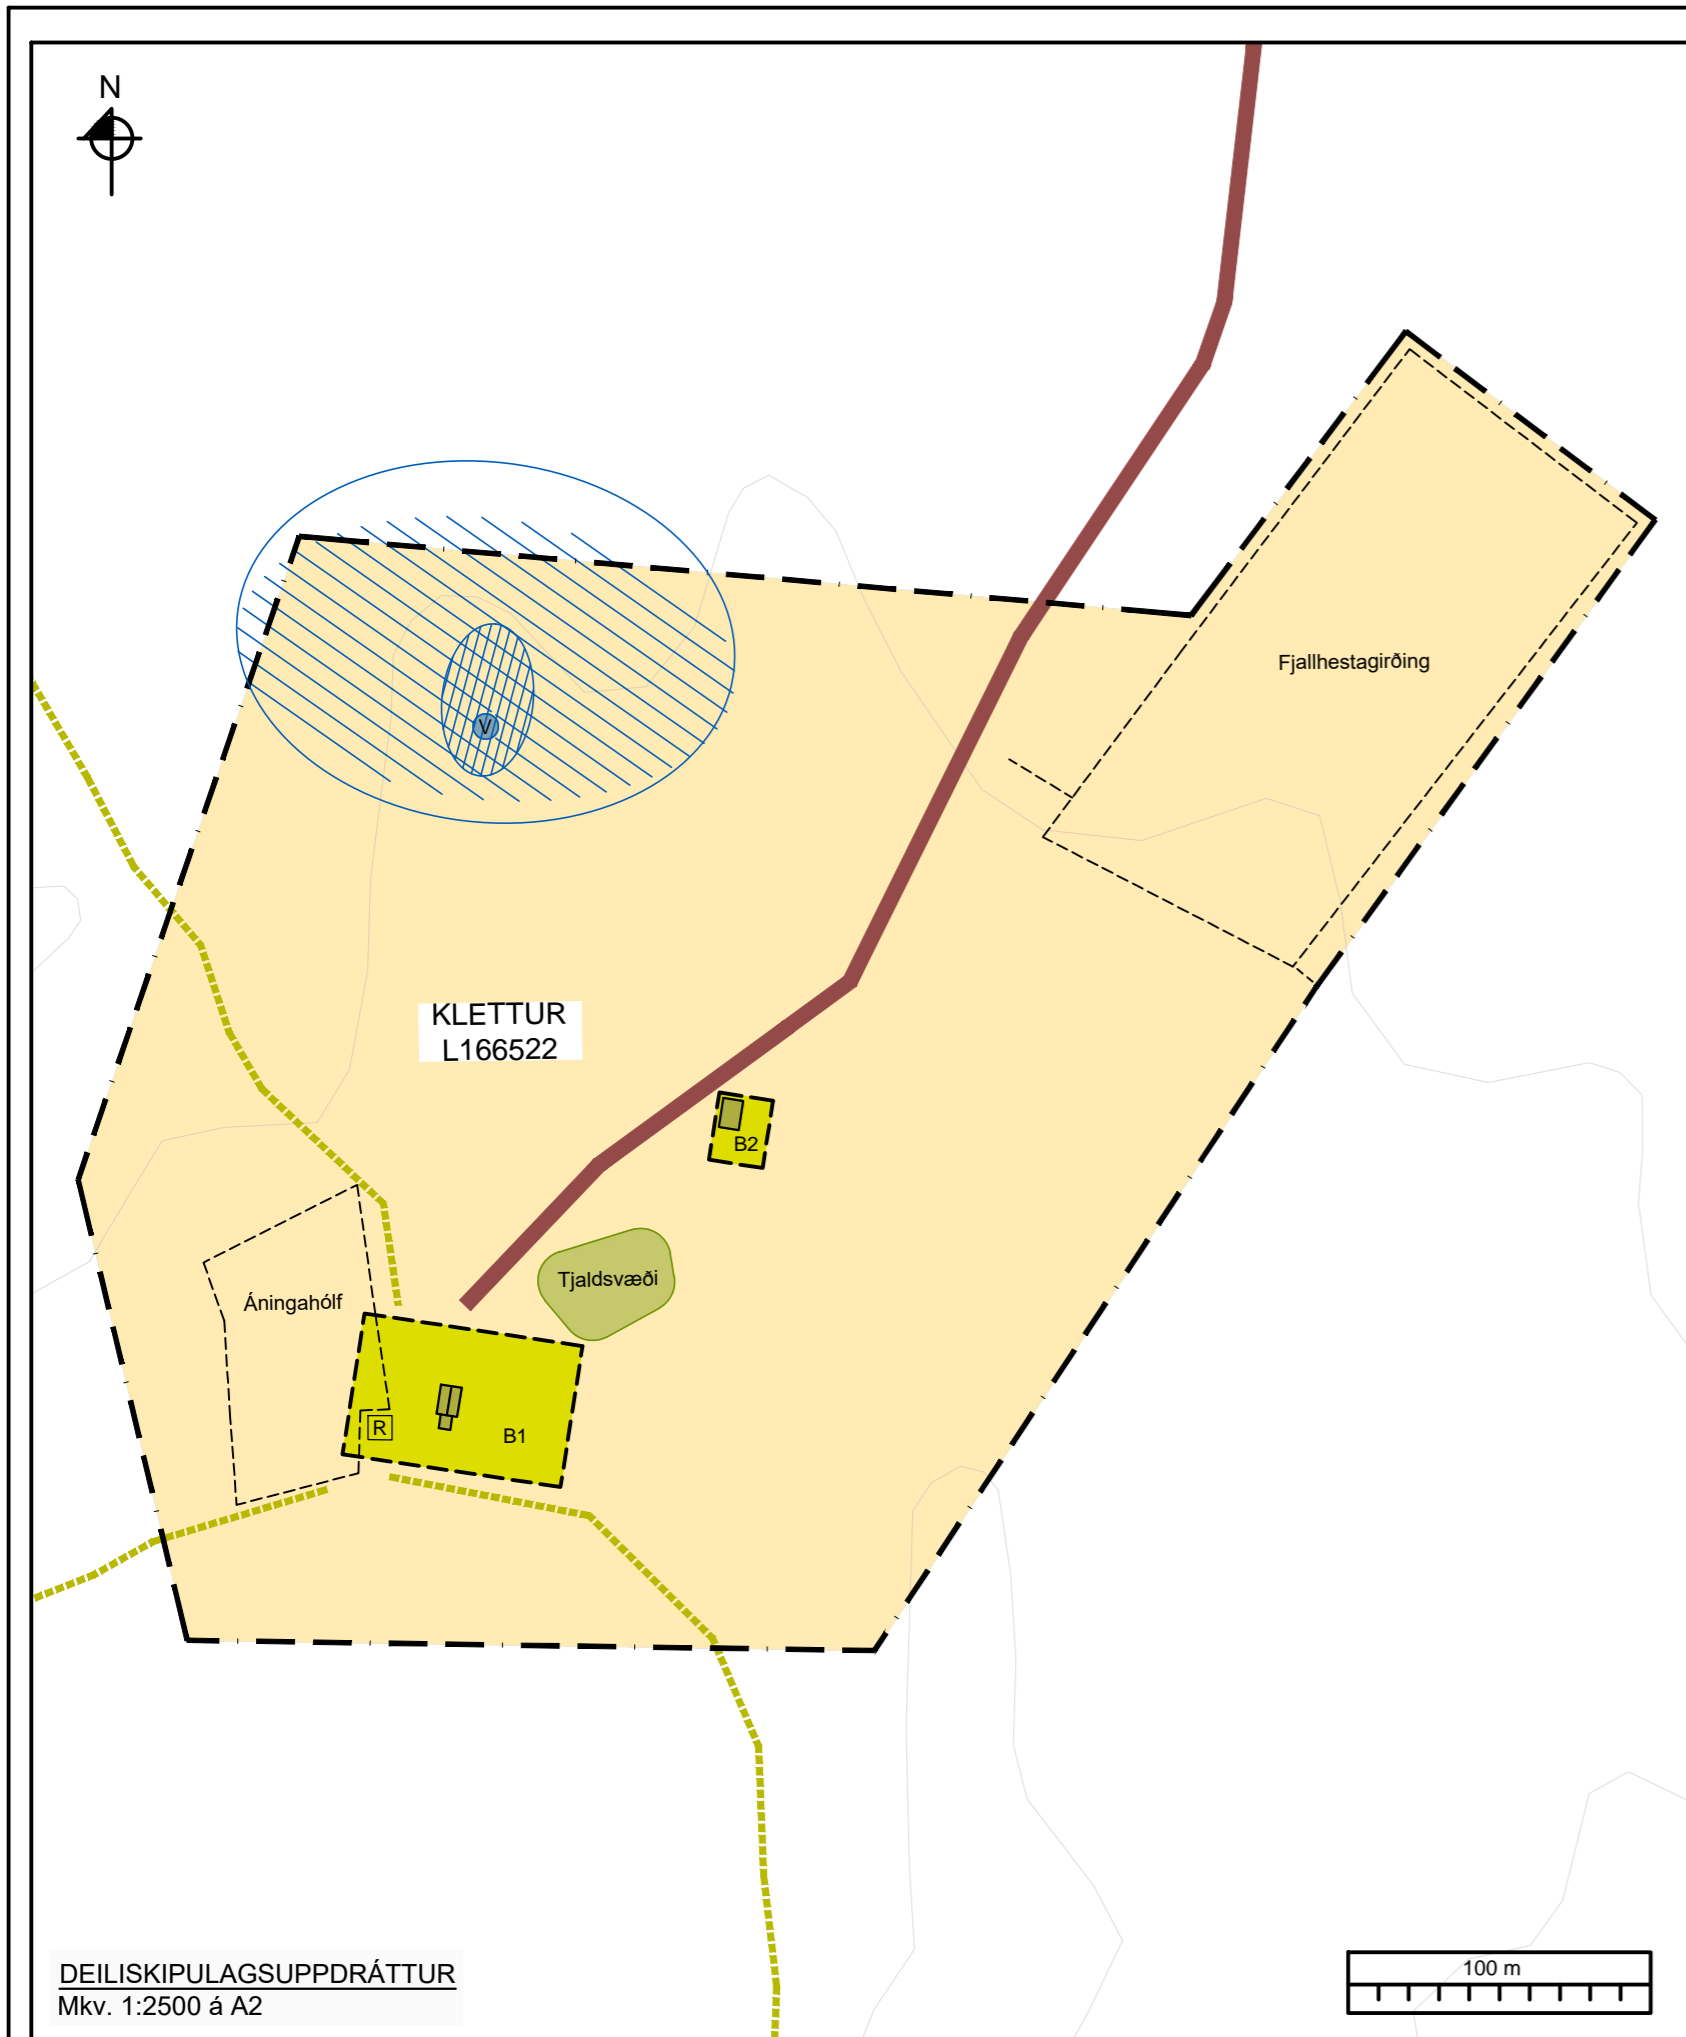 N
Fjallhestagirðing
V
KLETTUR
L166522
B2
Tjaldsvæði
Áningahólf
R
B1
DEILISKIPULAGSUPPDRÁTTUR
Mkv. 1:2500 á A2
100 m